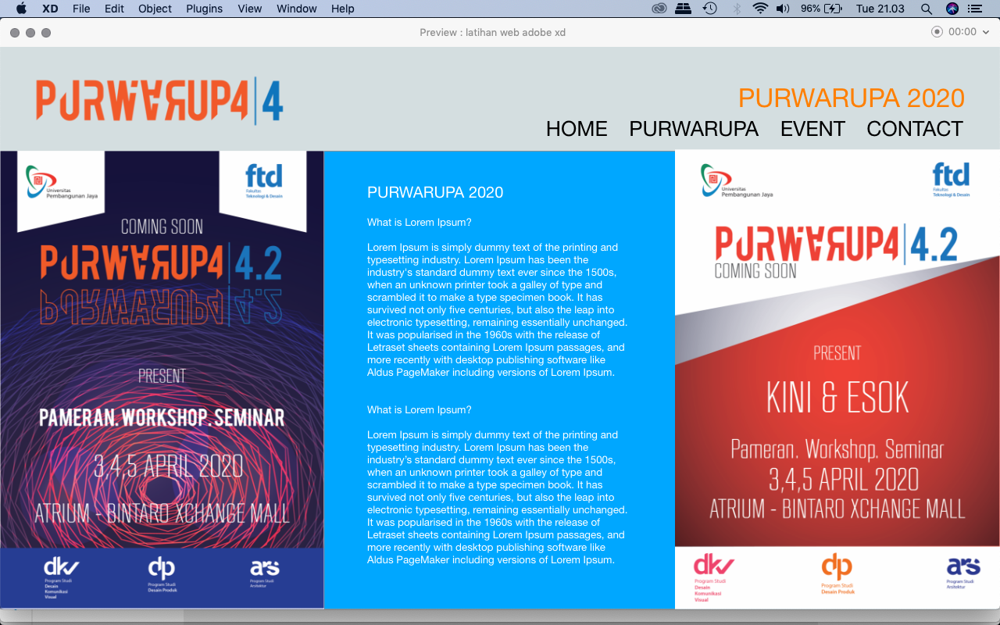 XD File Edit Object Plugins View Window Help 96% Tue 21.03
Preview : latihan web adobe xd 00:00
PURWARUPA|4
PURWARUPA 2020
HOME PURWARUPA EVENT CONTACT
Universitas
Pembangunan Jaya
ftd
Fakultas
Teknologi & Desain
COMING SOON
PURWARUPA|4.2
PURWARUPA|4.2
PRESENT
PAMERAN. WORKSHOP. SEMINAR
3,4,5 APRIL 2020
ATRIUM - BINTARO XCHANGE MALL
dkv
Program Studi
Desain
Komunikasi
Visual
dp
Program Studi
Desain Produk
ars
Program Studi
Arsitektur
PURWARUPA 2020
What is Lorem Ipsum?
Lorem Ipsum is simply dummy text of the printing and
typesetting industry. Lorem Ipsum has been the
industry's standard dummy text ever since the 1500s,
when an unknown printer took a galley of type and
scrambled it to make a type specimen book. It has
survived not only five centuries, but also the leap into
electronic typesetting, remaining essentially unchanged.
It was popularised in the 1960s with the release of
Letraset sheets containing Lorem Ipsum passages, and
more recently with desktop publishing software like
Aldus PageMaker including versions of Lorem Ipsum.
What is Lorem Ipsum?
Lorem Ipsum is simply dummy text of the printing and
typesetting industry. Lorem Ipsum has been the
industry's standard dummy text ever since the 1500s,
when an unknown printer took a galley of type and
scrambled it to make a type specimen book. It has
survived not only five centuries, but also the leap into
electronic typesetting, remaining essentially unchanged.
It was popularised in the 1960s with the release of
Letraset sheets containing Lorem Ipsum passages, and
more recently with desktop publishing software like
Aldus PageMaker including versions of Lorem Ipsum.
Universitas
Pembangunan Jaya
ftd
Fakultas
Teknologi & Desain
PURWARUPA|4.2
COMING SOON
PRESENT
KINI & ESOK
Pameran. Workshop. Seminar
3,4,5 APRIL 2020
ATRIUM - BINTARO XCHANGE MALL
dkv
Program Studi
Desain
Komunikasi
Visual
dp
Program Studi
Desain Produk
ars
Program Studi
Arsitektur